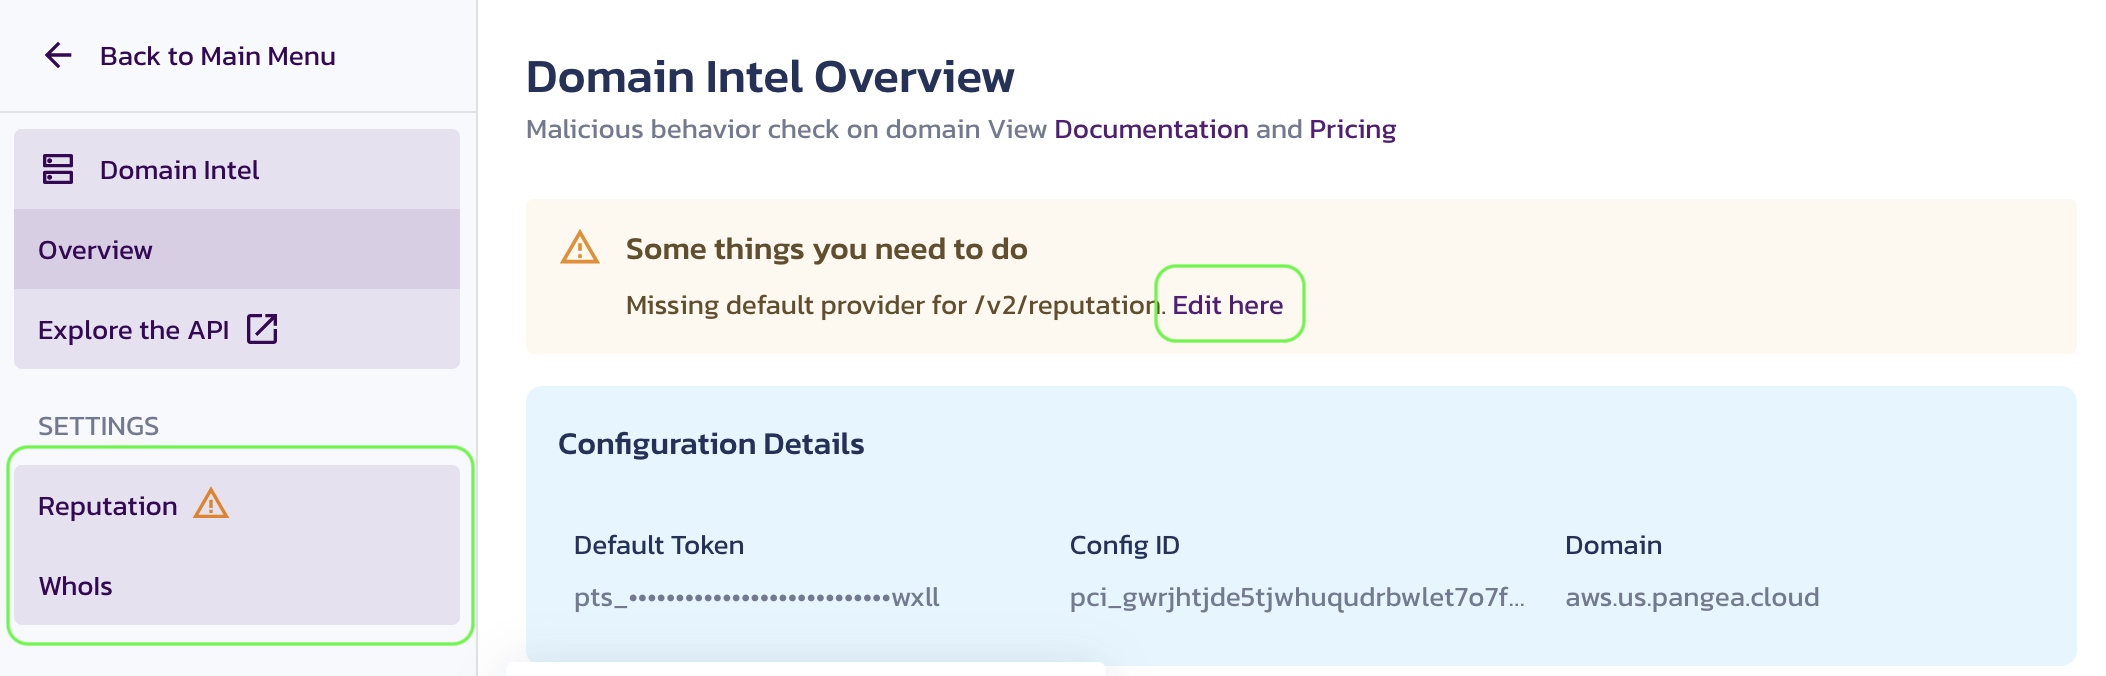 Back to Main Menu
Domain Intel
Overview
Explore the API
SETTINGS
Reputation
WhoIs
Domain Intel Overview
Malicious behavior check on domain View Documentation and Pricing
Some things you need to do
Missing default provider for /v2/reputation. Edit here
Configuration Details
Default Token Config ID Domain
pts_••••••••••••••••••••••••••••wxll pci_gwrjhtjde5tjwhuqudrbwlet7o7f... aws.us.pangea.cloud